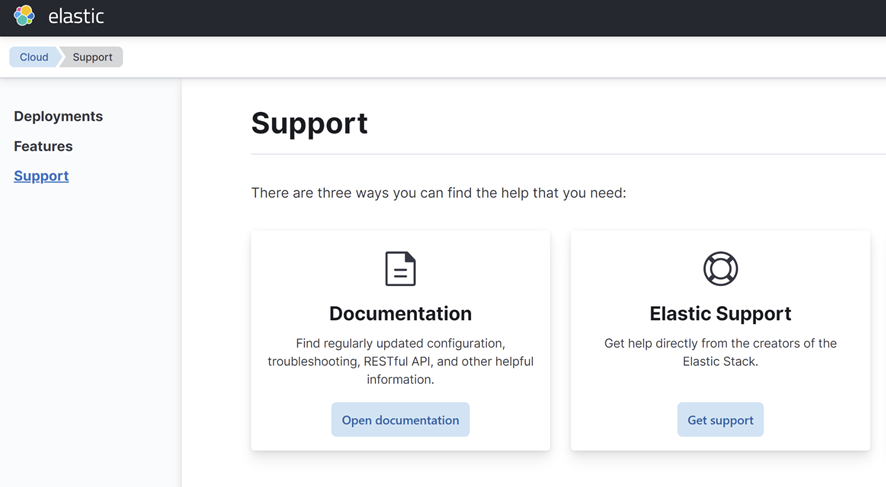 elastic
Cloud
Support
Deployments
Features
Support
Support
There are three ways you can find the help that you need:
Documentation
Find regularly updated configuration,
troubleshooting, RESTful API, and other helpful
information.
Open documentation
Elastic Support
Get help directly from the creators of the
Elastic Stack.
Get support